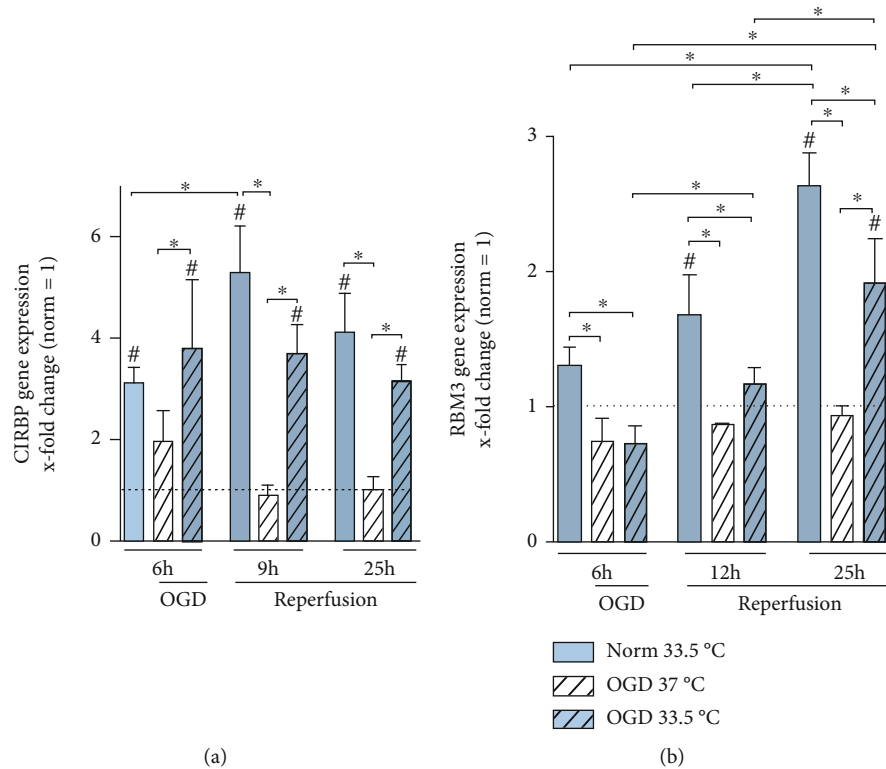 CIRBP gene expression
x-fold change (norm = 1)
6
4
2
0
#
*
#
*
#
*
*
#
#
*
*
#
6h
9h
25h
OGD
Reperfusion
(a)
RBM3 gene expression
x-fold change (norm = 1)
3
2
1
0
*
*
*
*
*
*
#
*
*
*
*
#
*
#
*
*
6h
12h
25h
OGD
Reperfusion
Norm 33.5 °C
OGD 37 °C
OGD 33.5 °C
(b)